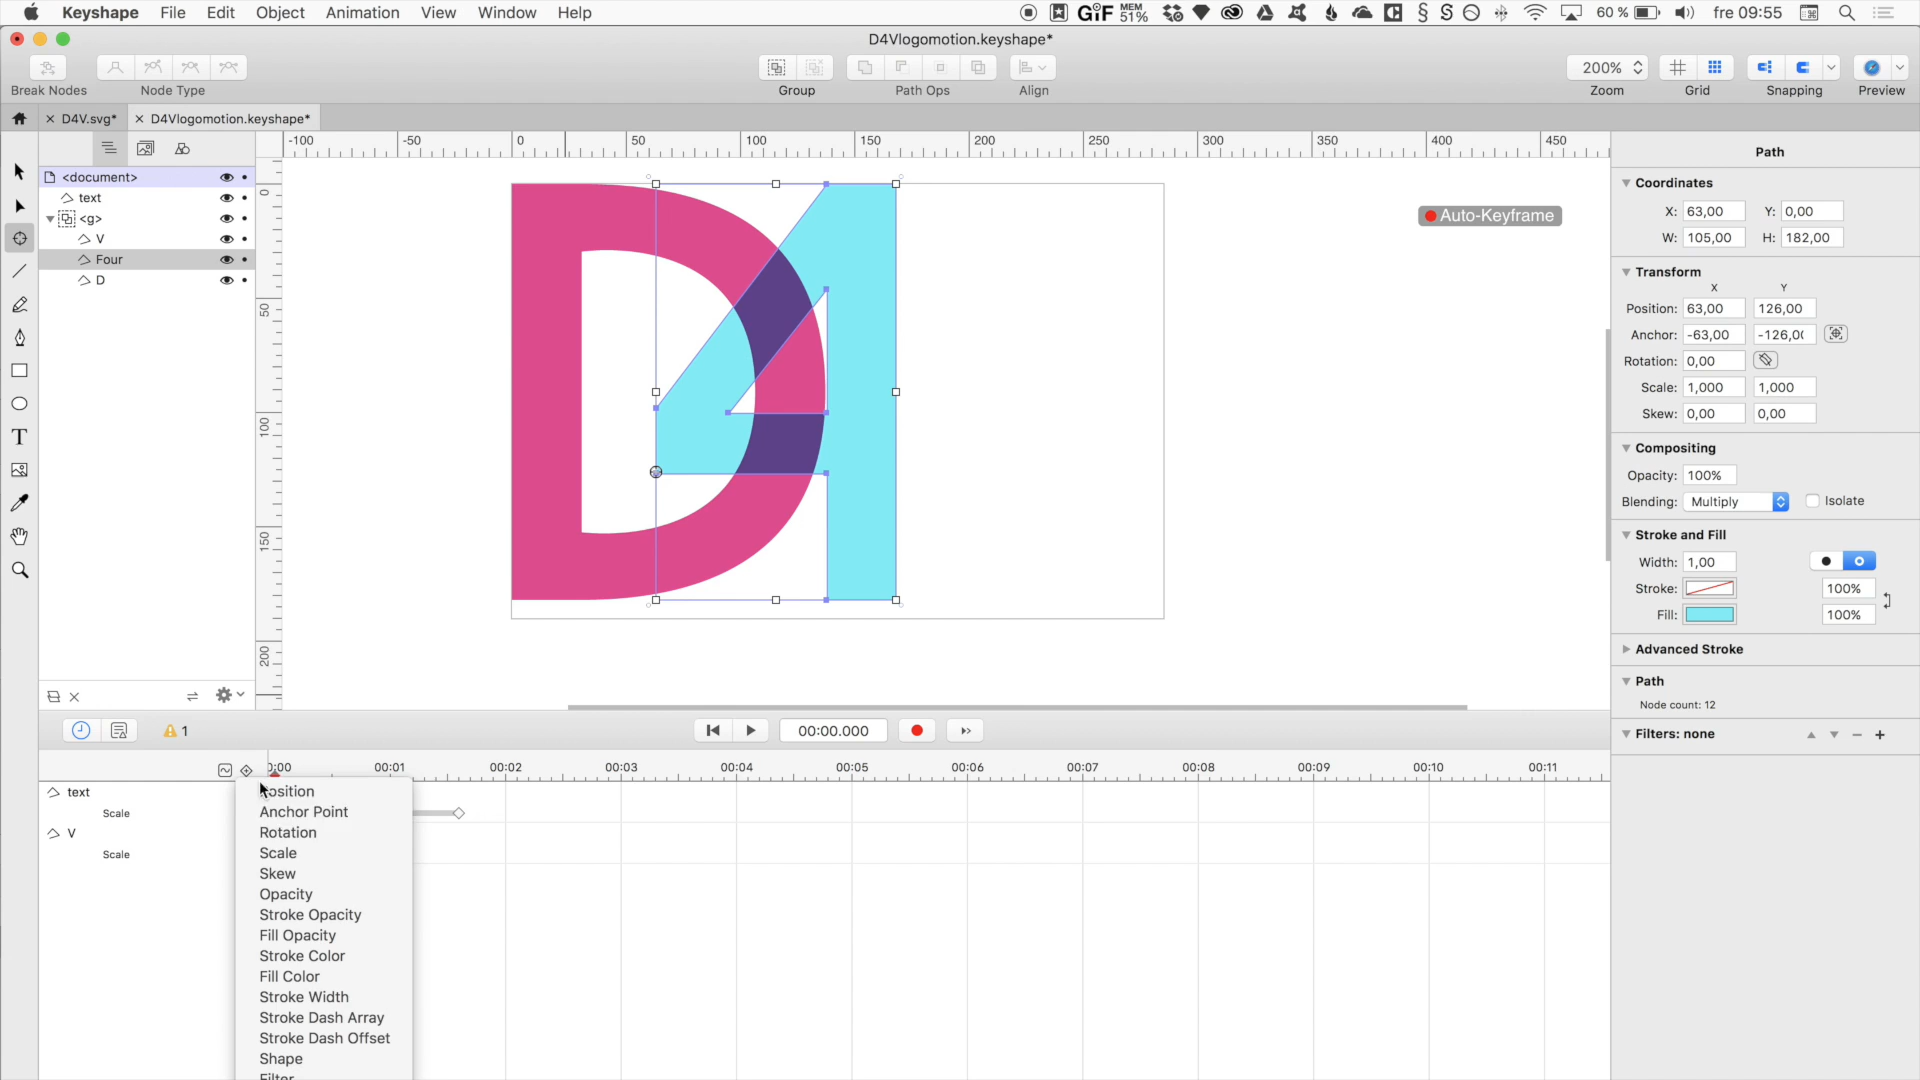 Keyshape File Edit Object Animation View Window Help GIF MEM 51% 60 % fre 09:55
D4Vlogomotion.keyshape*
200%
Break Nodes Node Type Group Path Ops Align Zoom Grid Snapping Preview
D4V.svg* D4Vlogomotion.keyshape*
-100 -50 0 50 100 150 200 250 300 350 400 450
0 50 100 150 200
<document>
text
<g>
V
Four
D
Auto-Keyframe
Path
Coordinates
X: 63,00 Y: 0,00
W: 105,00 H: 182,00
Transform
X Y
Position: 63,00 126,00
Anchor: -63,00 -126,0
Rotation: 0,00
Scale: 1,000 1,000
Skew: 0,00 0,00
Compositing
Opacity: 100%
Blending: Multiply Isolate
Stroke and Fill
Width: 1,00
Stroke: 100%
Fill: 100%
Advanced Stroke
Path
Node count: 12
Filters: none
1 00:00.000
0:00 00:01 00:02 00:03 00:04 00:05 00:06 00:07 00:08 00:09 00:10 00:11
text
Scale
V
Scale
Position
Anchor Point
Rotation
Scale
Skew
Opacity
Stroke Opacity
Fill Opacity
Stroke Color
Fill Color
Stroke Width
Stroke Dash Array
Stroke Dash Offset
Shape
Filter